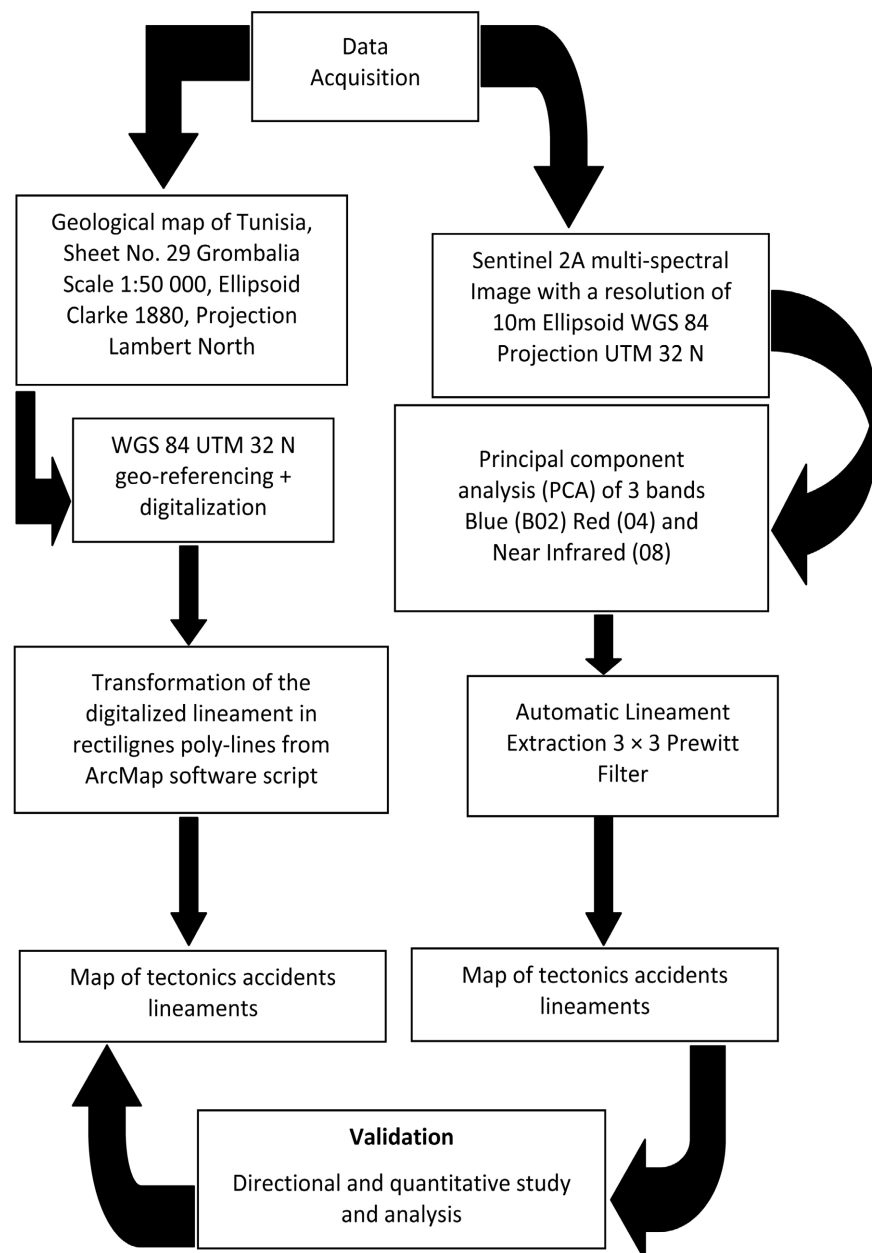 Data
Acquisition
Geological map of Tunisia,
Sheet No. 29 Grombalia
Scale 1:50 000, Ellipsoid
Clarke 1880, Projection
Lambert North
Sentinel 2A multi-spectral
Image with a resolution of
10m Ellipsoid WGS 84
Projection UTM 32 N
WGS 84 UTM 32 N
geo-referencing +
digitalization
Principal component
analysis (PCA) of 3 bands
Blue (B02) Red (04) and
Near Infrared (08)
Transformation of the
digitalized lineament in
rectilignes poly-lines from
ArcMap software script
Automatic Lineament
Extraction 3 × 3 Prewitt
Filter
Map of tectonics accidents
lineaments
Map of tectonics accidents
lineaments
Validation
Directional and quantitative study
and analysis